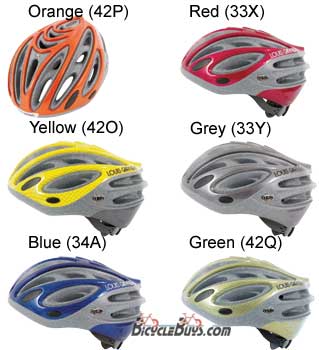 Orange (42P)
Red (33X)
Yellow (42O)
Grey (33Y)
Blue (34A)
Green (42Q)
BicycleBuys.com